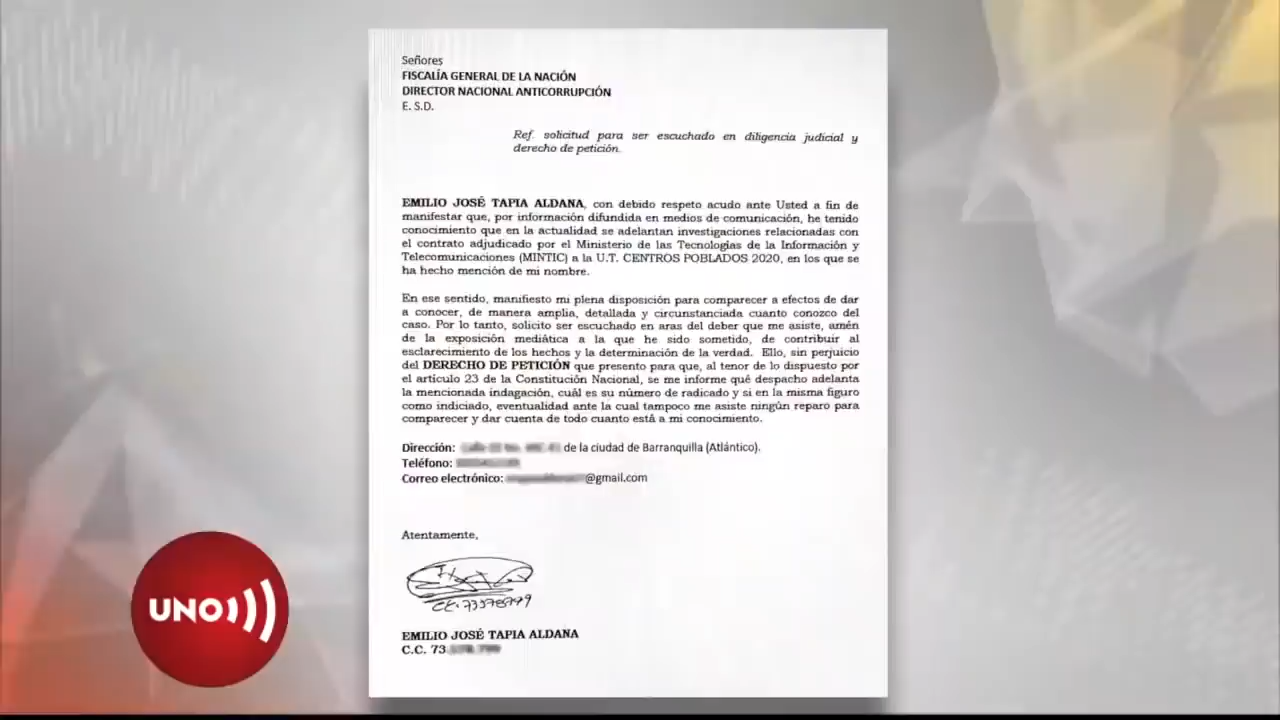 Señores
FISCALÍA GENERAL DE LA NACIÓN
DIRECTOR NACIONAL ANTICORRUPCIÓN
E. S.D.
Ref. solicitud para ser escuchado en diligencia judicial y
derecho de petición.
EMILIO JOSÉ TAPIA ALDANA, con debido respeto acudo ante Usted a fin de
manifestar que, por información difundida en medios de comunicación, he tenido
conocimiento que en la actualidad se adelantan investigaciones relacionadas con
el contrato adjudicado por el Ministerio de las Tecnologías de la Información y
Telecomunicaciones (MINTIC) a la U.T. CENTROS POBLADOS 2020, en los que se
ha hecho mención de mi nombre.
En ese sentido, manifiesto mi plena disposición para comparecer a efectos de dar
a conocer, de manera amplia, detallada y circunstanciada cuanto conozco del
caso. Por lo tanto, solicito ser escuchado en aras del deber que me asiste, amén
de la exposición mediática a la que he sido sometido, de contribuir al
esclarecimiento de los hechos y la determinación de la verdad. Ello, sin perjuicio
del DERECHO DE PETICIÓN que presento para que, al tenor de lo dispuesto por
el artículo 23 de la Constitución Nacional, se me informe qué despacho adelanta
la mencionada indagación, cuál es su número de radicado y si en la misma figuro
como indiciado, eventualidad ante la cual tampoco me asiste ningún reparo para
comparecer y dar cuenta de todo cuanto está a mi conocimiento.
Dirección: de la ciudad de Barranquilla (Atlántico).
Teléfono:
Correo electrónico: @gmail.com
Atentamente,
EMILIO JOSÉ TAPIA ALDANA
C.C. 73
UNO